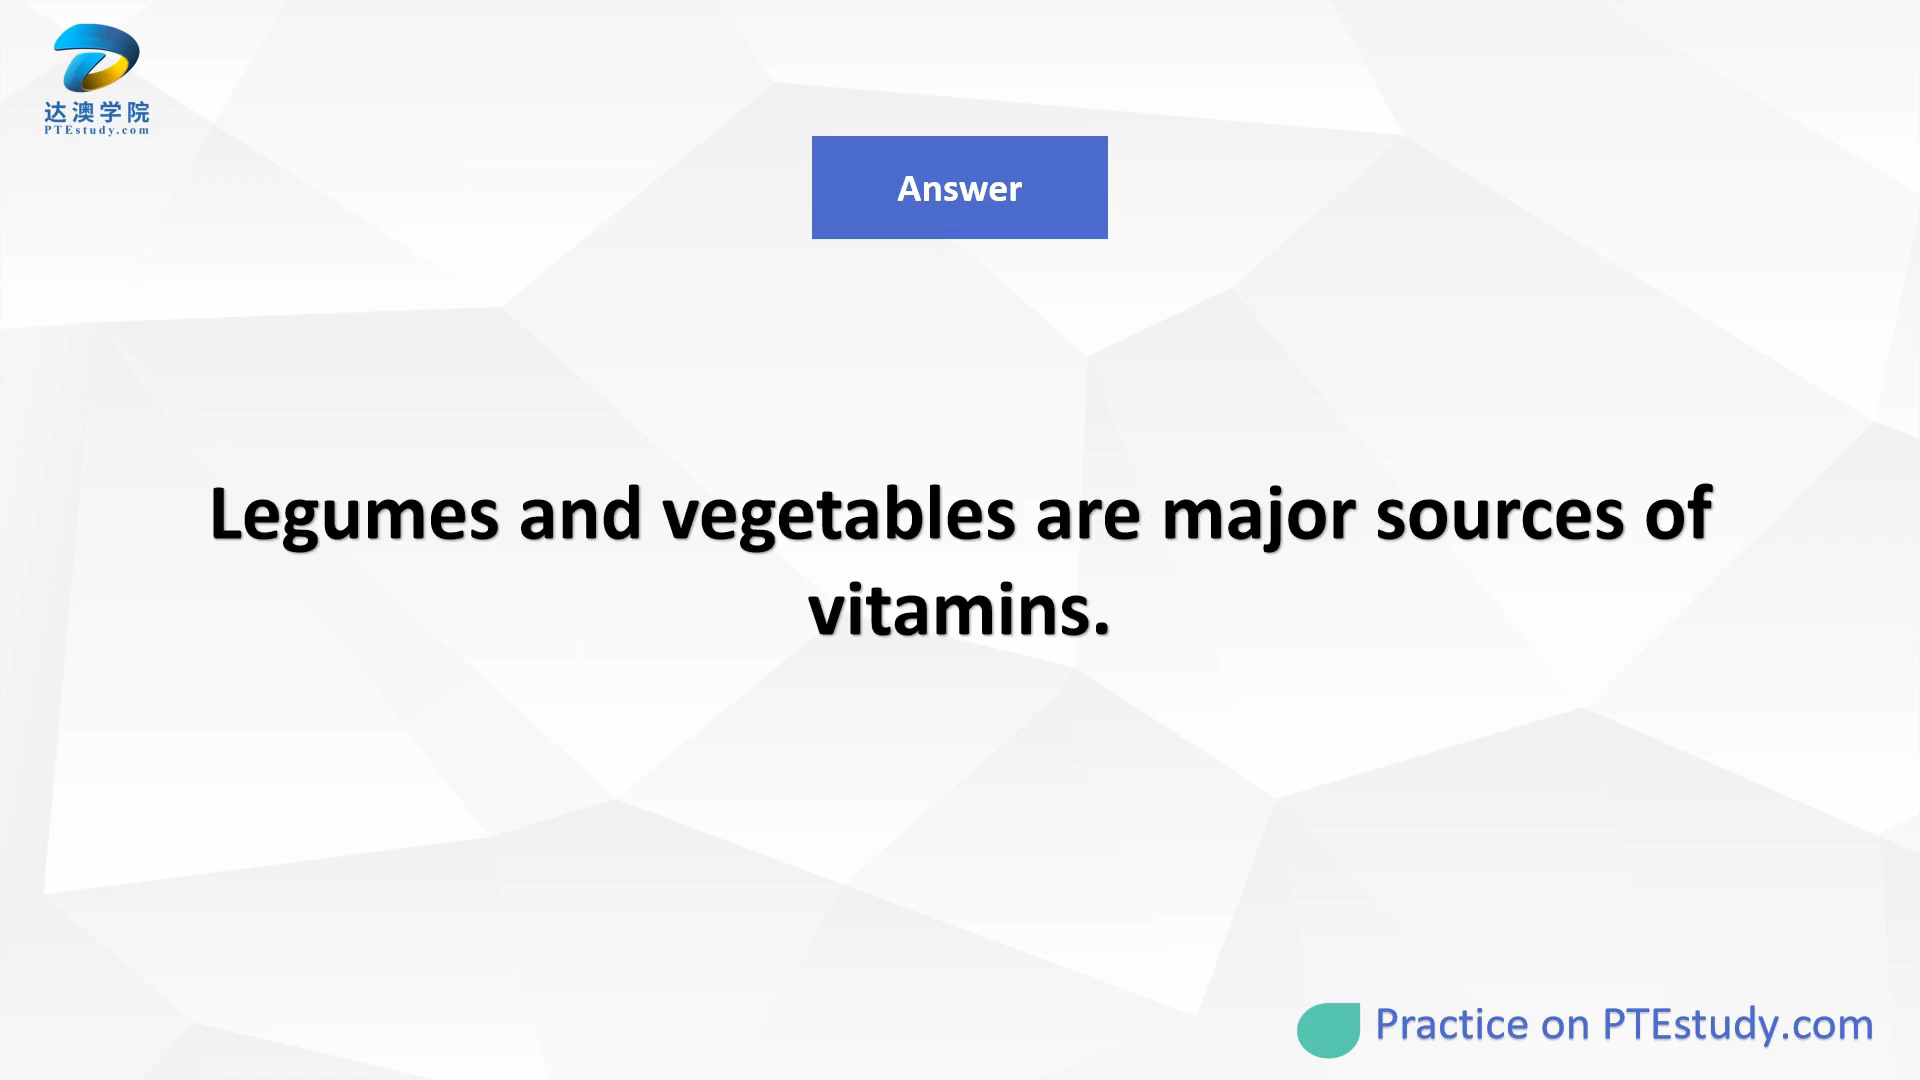 达澳学院
PTEstudy.com
Answer
Legumes and vegetables are major sources of
vitamins.
Practice on PTEstudy.com